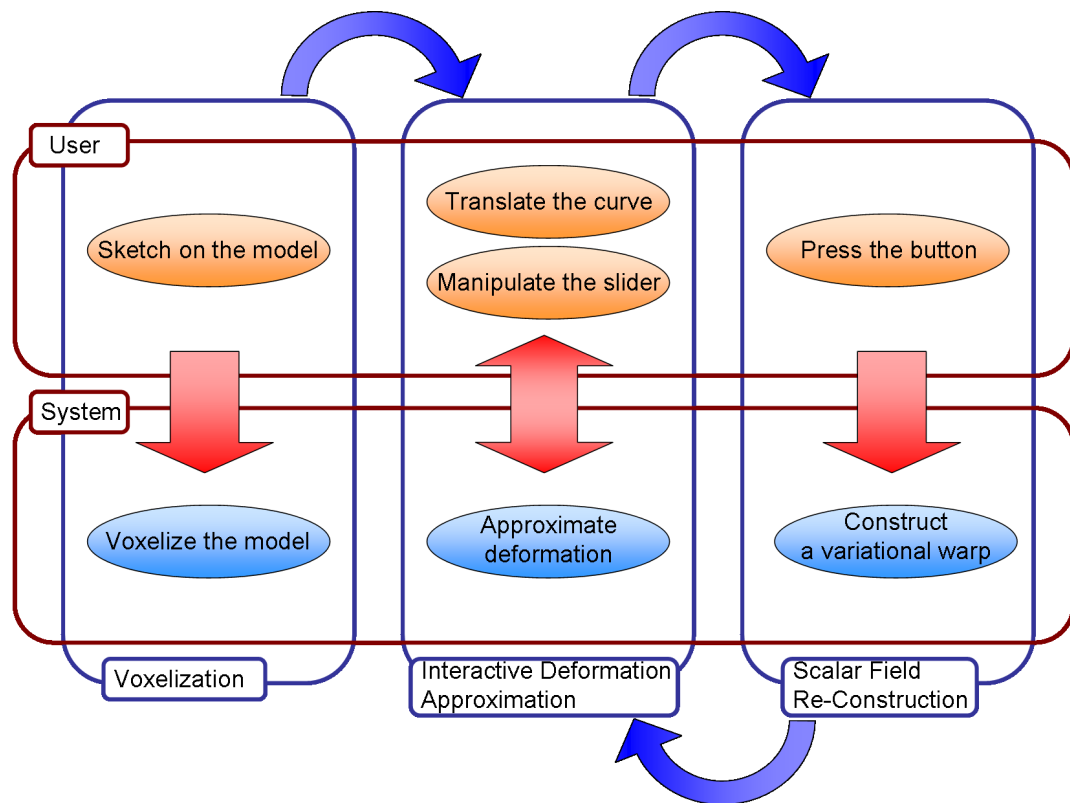 User
Sketch on the model
Translate the curve
Manipulate the slider
Press the button
System
Voxelize the model
Approximate
deformation
Construct
a variational warp
Voxelization
Interactive Deformation
Approximation
Scalar Field
Re-Construction